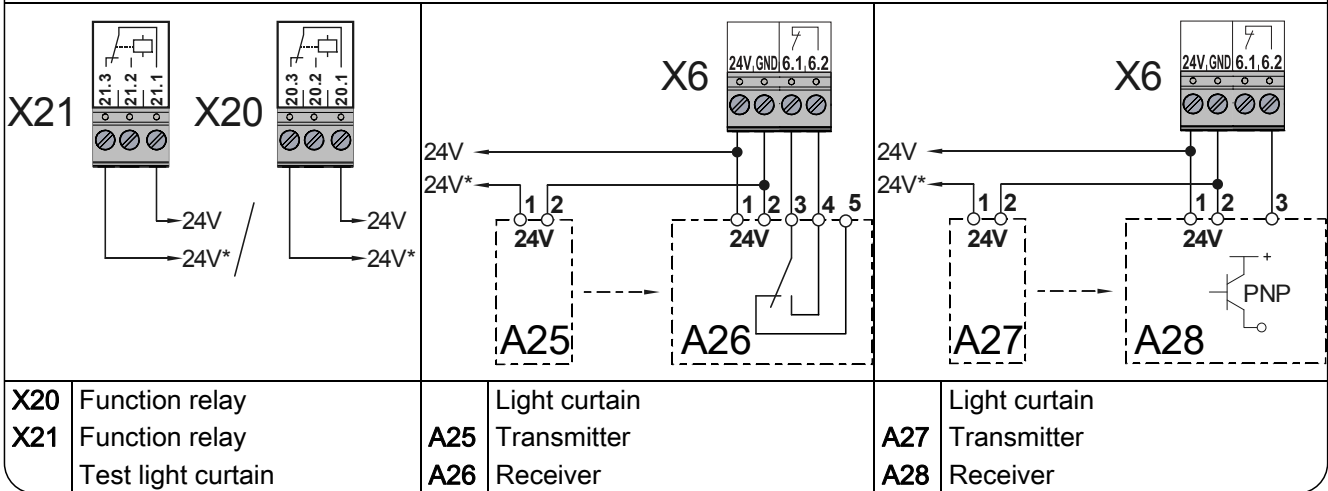 X21
21.3 21.2 21.1
24V
24V*
X20
20.3 20.2 20.1
24V
24V*
X6
24V GND 6.1 6.2
24V
24V*
1 2
24V
A25
1 2 3 4 5
24V
A26
X6
24V GND 6.1 6.2
24V
24V*
1 2
24V
A27
1 2 3
24V
+
PNP
A28
X20 Function relay
X21 Function relay
Test light curtain
Light curtain
A25 Transmitter
A26 Receiver
Light curtain
A27 Transmitter
A28 Receiver